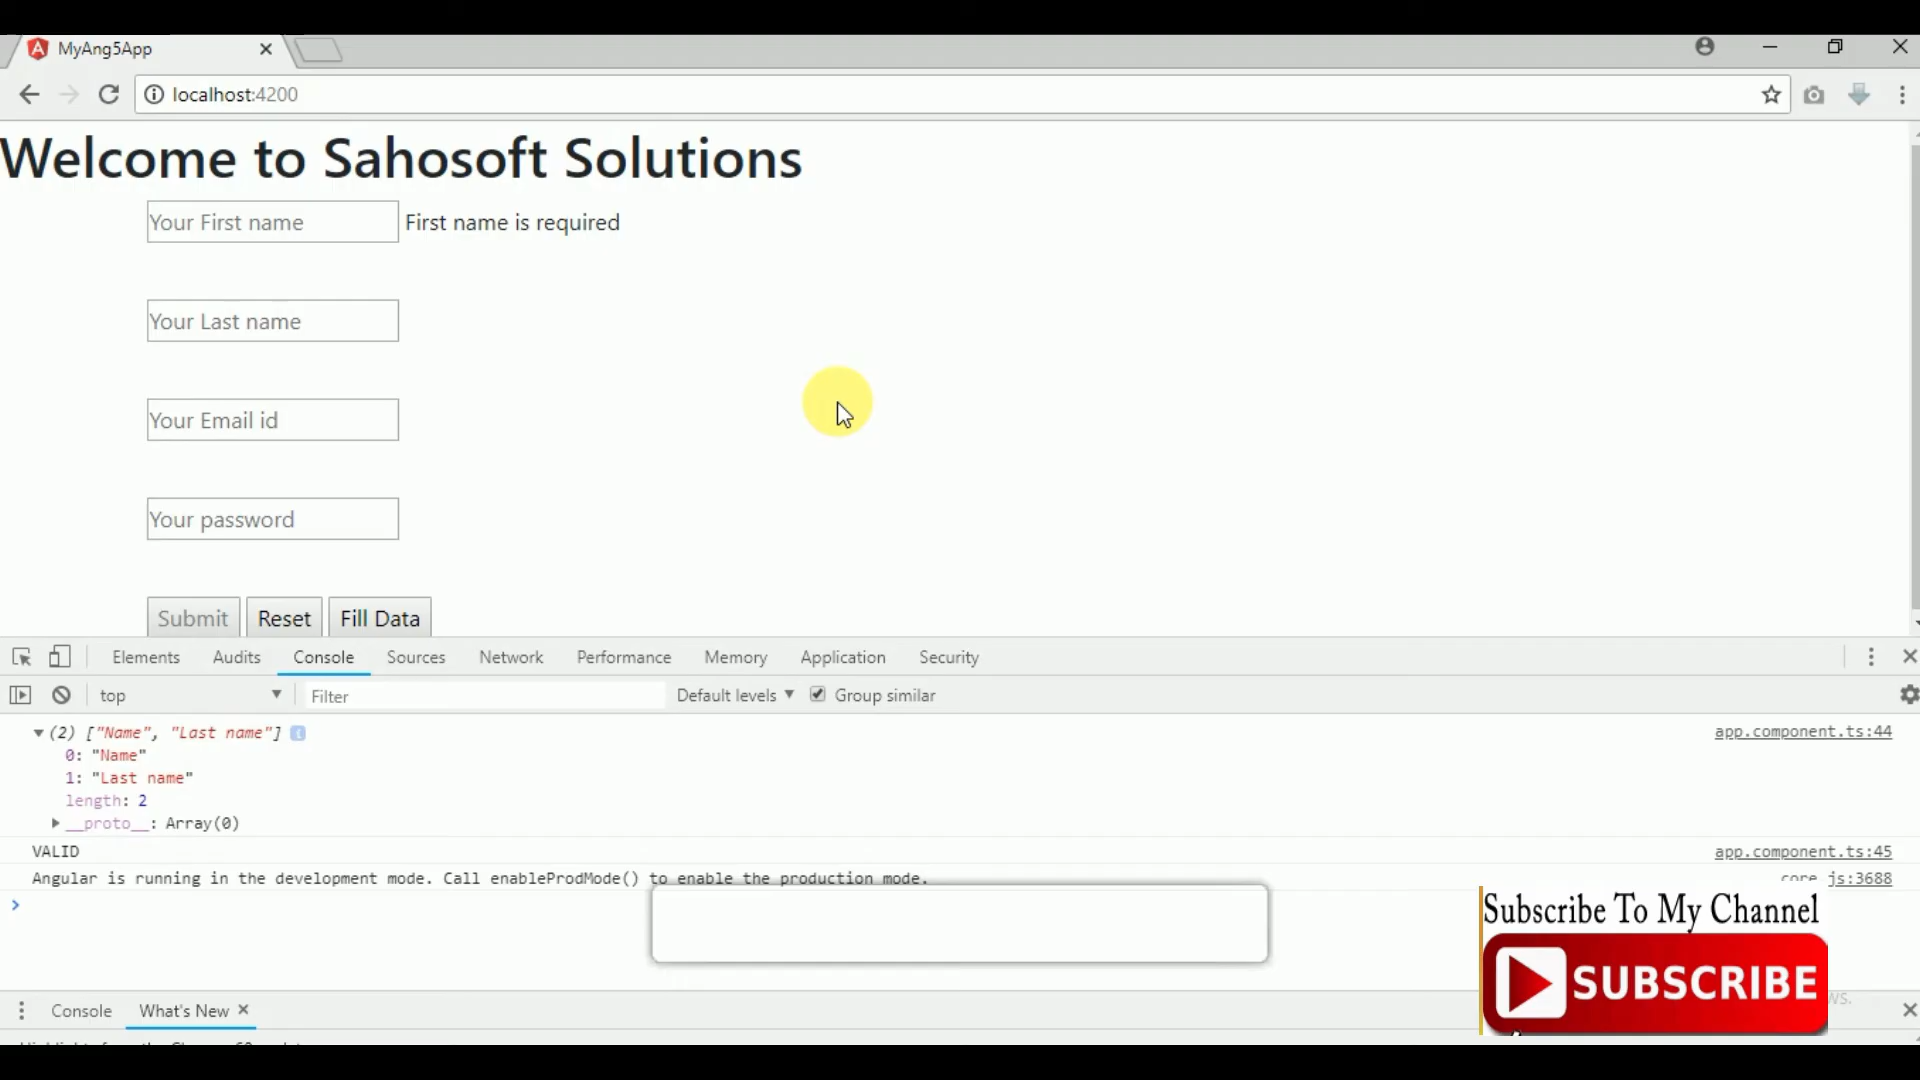 MyAng5App
localhost:4200
Welcome to Sahosoft Solutions
Your First name First name is required
Your Last name
Your Email id
Your password
Submit Reset Fill Data
Elements Audits Console Sources Network Performance Memory Application Security
top Filter Default levels Group similar
(2) ["Name", "Last name"] app.component.ts:44
0: "Name"
1: "Last name"
length: 2
__proto__: Array(0)
VALID app.component.ts:45
Angular is running in the development mode. Call enableProdMode() to enable the production mode. core.js:3688
Subscribe To My Channel
SUBSCRIBE
Console What's New